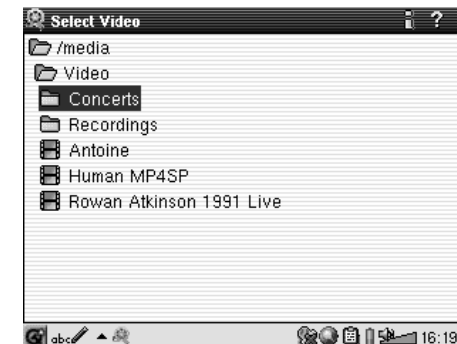 Select Video ?
/media
Video
Concerts
Recordings
Antoine
Human MP4SP
Rowan Atkinson 1991 Live
abc 16:19